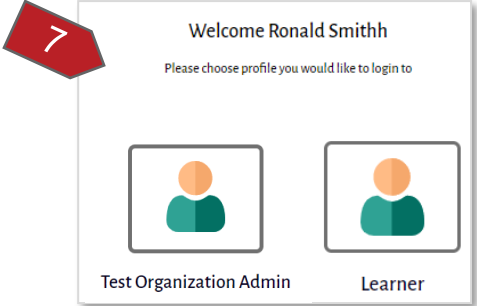 7
Welcome Ronald Smithh
Please choose profile you would like to login to
Test Organization Admin
Learner